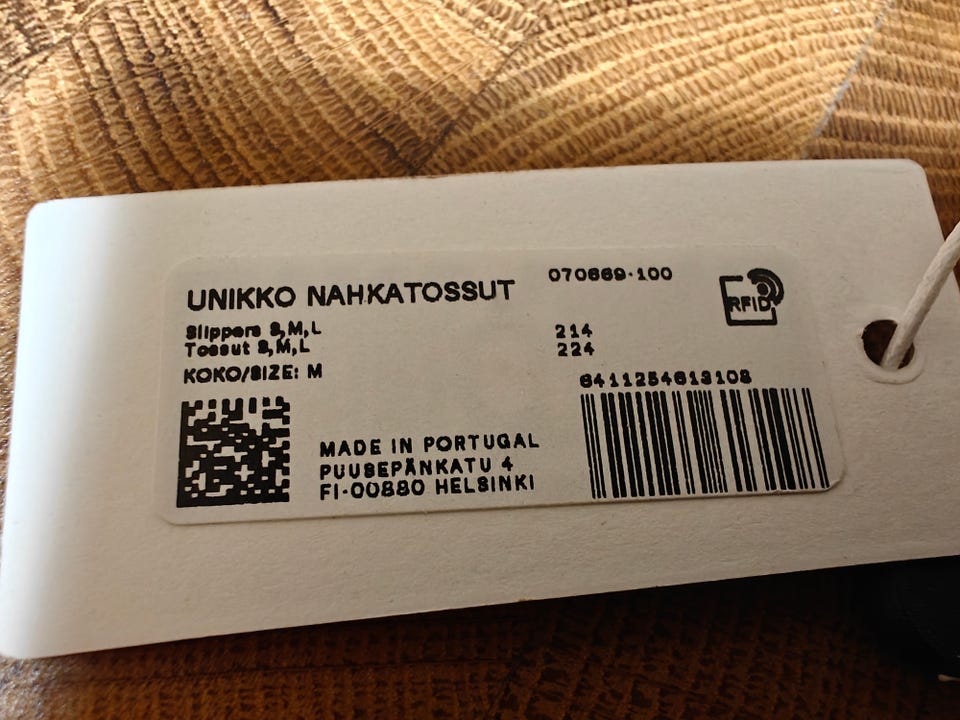 UNIKKO NAHKATOSSUT
070669-100
RFID
Slippers S,M,L
214
Tossut S,M,L
224
KOKO/SIZE: M
6411254613108
MADE IN PORTUGAL
PUUSEPÄNKATU 4
FI-00880 HELSINKI